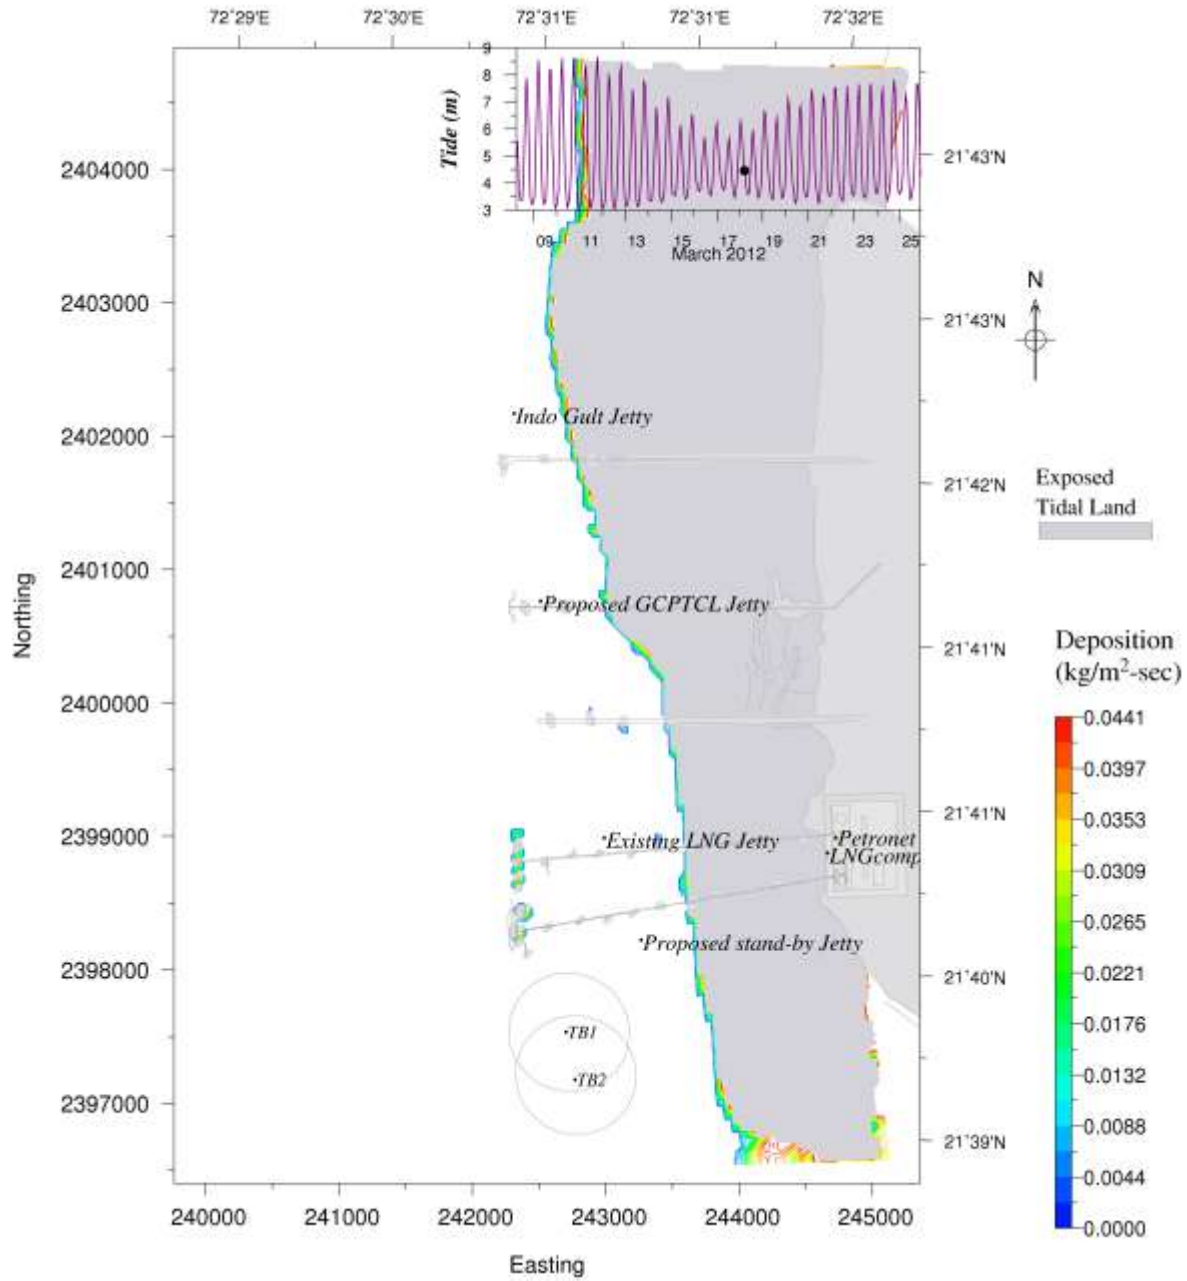 72°29'E 72°30'E 72°31'E 72°31'E 72°32'E
9
8
7
6
5
4
3
Tide (m)
09 11 13 15 17 19 21 23 25
March 2012
2404000
2403000
2402000
2401000
2400000
2399000
2398000
2397000
Northing
21°43'N
21°43'N
21°42'N
21°41'N
21°41'N
21°40'N
21°39'N
N
Indo Gult Jetty
Proposed GCPTCL Jetty
Existing LNG Jetty
Petronet
LNGcomp
Proposed stand-by Jetty
TB1
TB2
Exposed
Tidal Land
Deposition
(kg/m²-sec)
0.0441
0.0397
0.0353
0.0309
0.0265
0.0221
0.0176
0.0132
0.0088
0.0044
0.0000
240000 241000 242000 243000 244000 245000
Easting